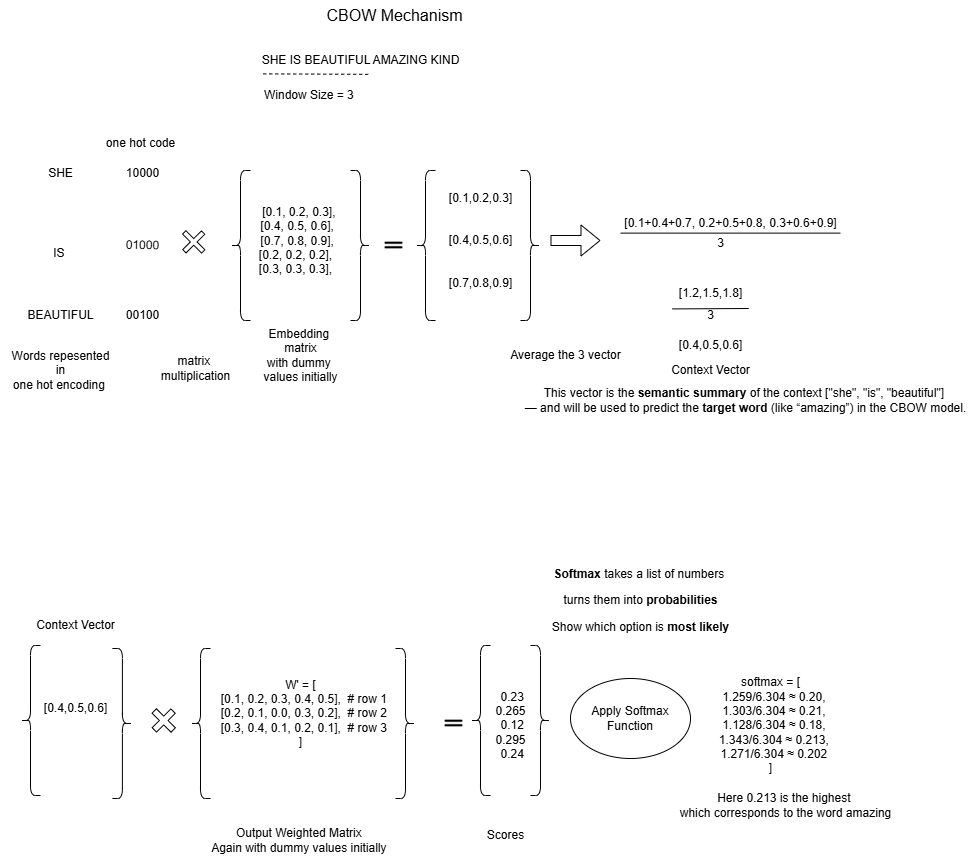 CBOW Mechanism
SHE IS BEAUTIFUL AMAZING KIND
Window Size = 3
one hot code
SHE 10000
IS 01000
BEAUTIFUL 00100
Words repesented
in
one hot encoding
matrix
multiplication
[0.1, 0.2, 0.3],
[0.4, 0.5, 0.6],
[0.7, 0.8, 0.9],
[0.2, 0.2, 0.2],
[0.3, 0.3, 0.3],
Embedding
matrix
with dummy
values initially
=
[0.1,0.2,0.3]
[0.4,0.5,0.6]
[0.7,0.8,0.9]
Average the 3 vector
[0.1+0.4+0.7, 0.2+0.5+0.8, 0.3+0.6+0.9]
3
[1.2,1.5,1.8]
3
[0.4,0.5,0.6]
Context Vector
This vector is the semantic summary of the context ["she", "is", "beautiful"]
— and will be used to predict the target word (like “amazing”) in the CBOW model.
Softmax takes a list of numbers
turns them into probabilities
Show which option is most likely
Context Vector
[0.4,0.5,0.6]
W' = [
[0.1, 0.2, 0.3, 0.4, 0.5], # row 1
[0.2, 0.1, 0.0, 0.3, 0.2], # row 2
[0.3, 0.4, 0.1, 0.2, 0.1], # row 3
]
Output Weighted Matrix
Again with dummy values initially
=
0.23
0.265
0.12
0.295
0.24
Scores
Apply Softmax
Function
softmax = [
1.259/6.304 ≈ 0.20,
1.303/6.304 ≈ 0.21,
1.128/6.304 ≈ 0.18,
1.343/6.304 ≈ 0.213,
1.271/6.304 ≈ 0.202
]
Here 0.213 is the highest
which corresponds to the word amazing